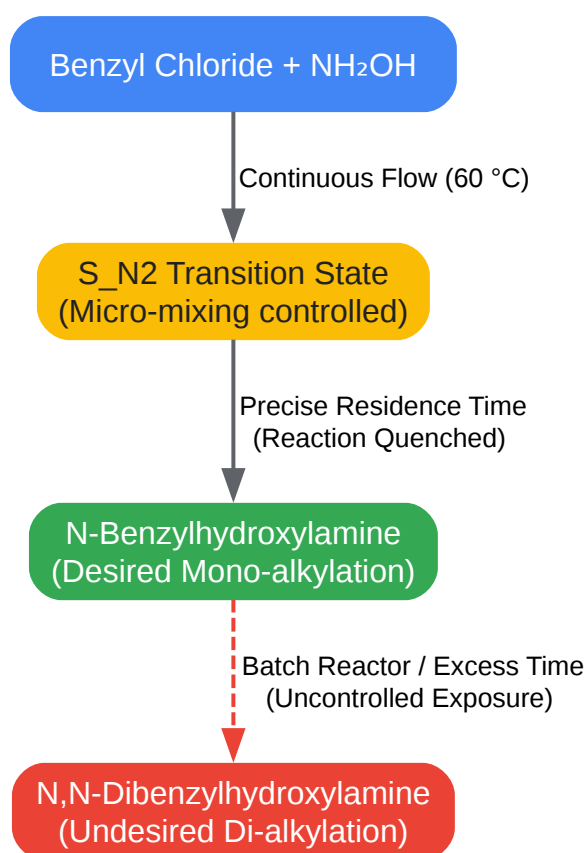 Benzyl Chloride + NH₂OH
Continuous Flow (60 °C)
S_N2 Transition State
(Micro-mixing controlled)
Precise Residence Time
(Reaction Quenched)
N-Benzylhydroxylamine
(Desired Mono-alkylation)
Batch Reactor / Excess Time
(Uncontrolled Exposure)
N,N-Dibenzylhydroxylamine
(Undesired Di-alkylation)